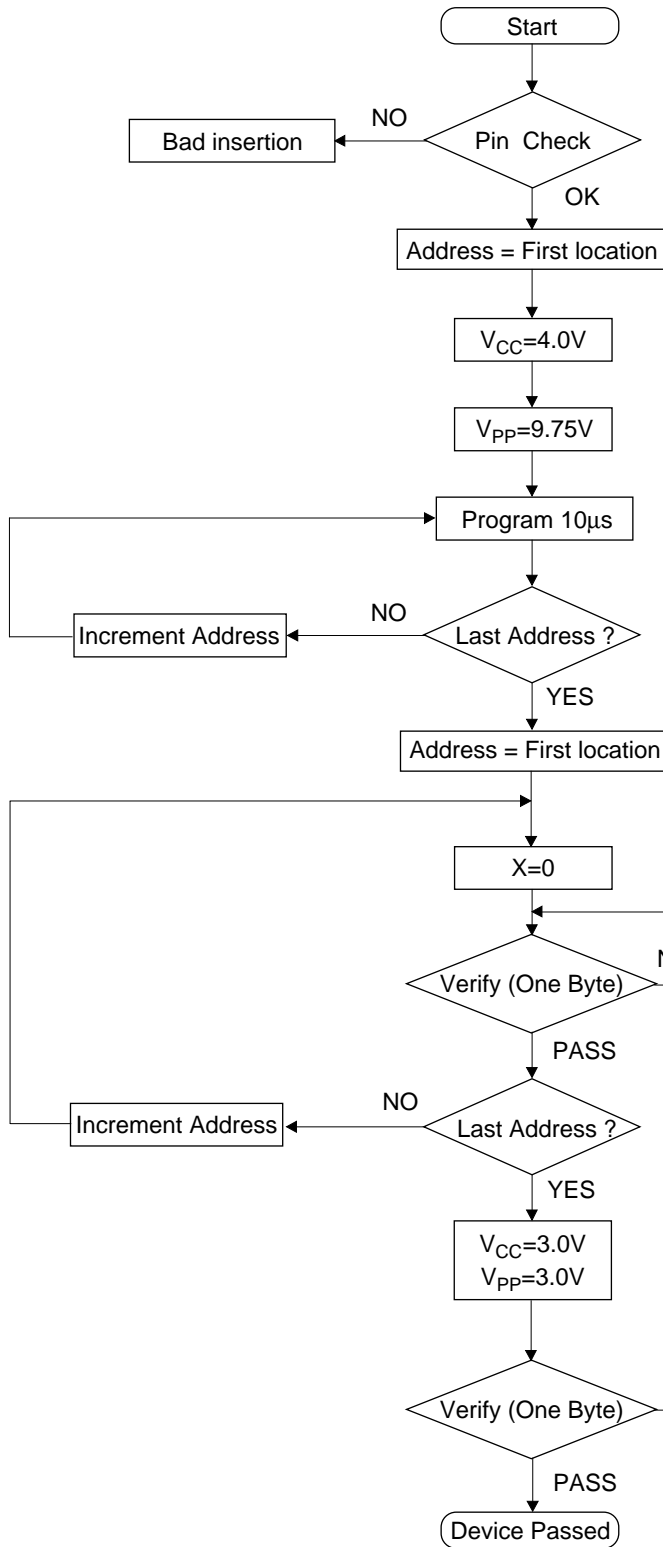 Start
NO
Bad insertion
Pin Check
OK
Address = First location
VCC=4.0V
VPP=9.75V
Program 10μs
NO
Increment Address
Last Address ?
YES
Address = First location
X=0
Verify (One Byte)
PASS
NO
Increment Address
Last Address ?
YES
VCC=3.0V
VPP=3.0V
Verify (One Byte)
PASS
Device Passed